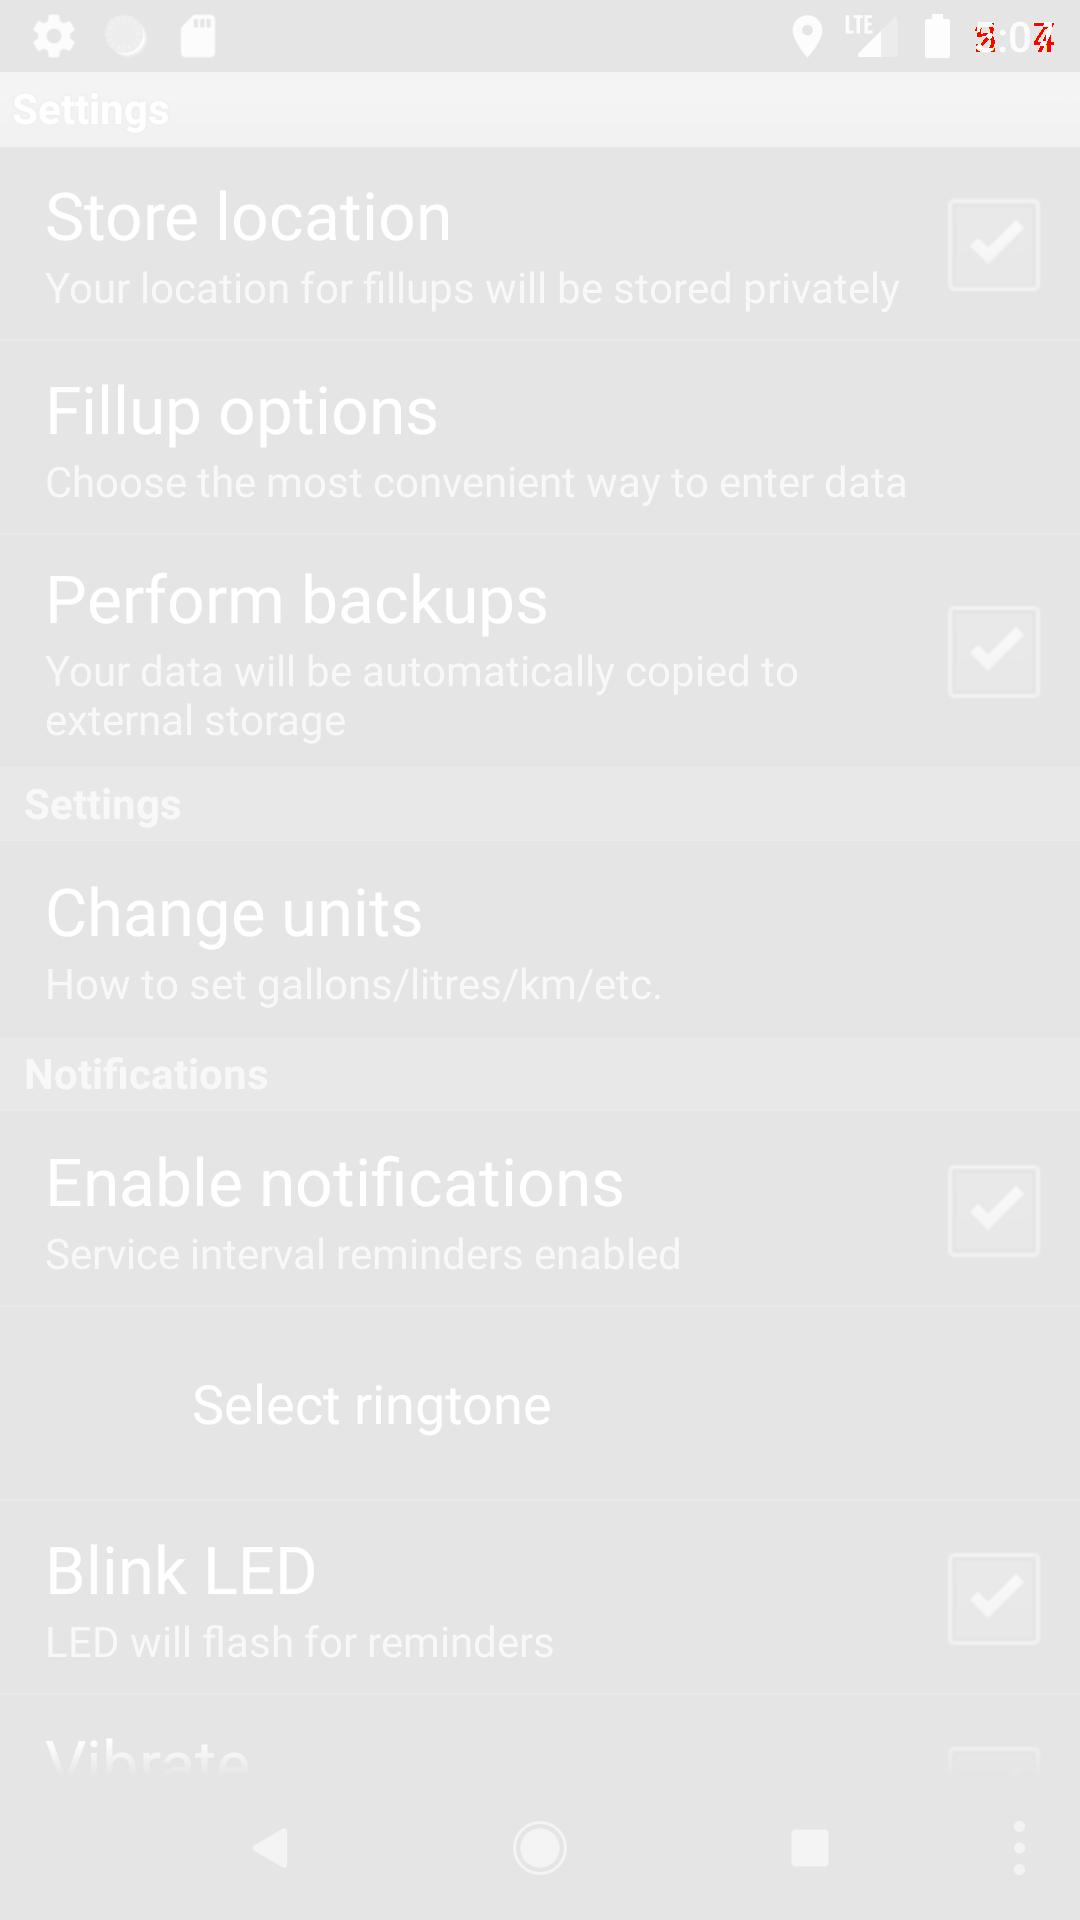 LTE
Settings
Store location
Your location for fillups will be stored privately
Fillup options
Choose the most convenient way to enter data
Perform backups
Your data will be automatically copied to
external storage
Settings
Change units
How to set gallons/litres/km/etc.
Notifications
Enable notifications
Service interval reminders enabled
Select ringtone
Blink LED
LED will flash for reminders
Vibrate